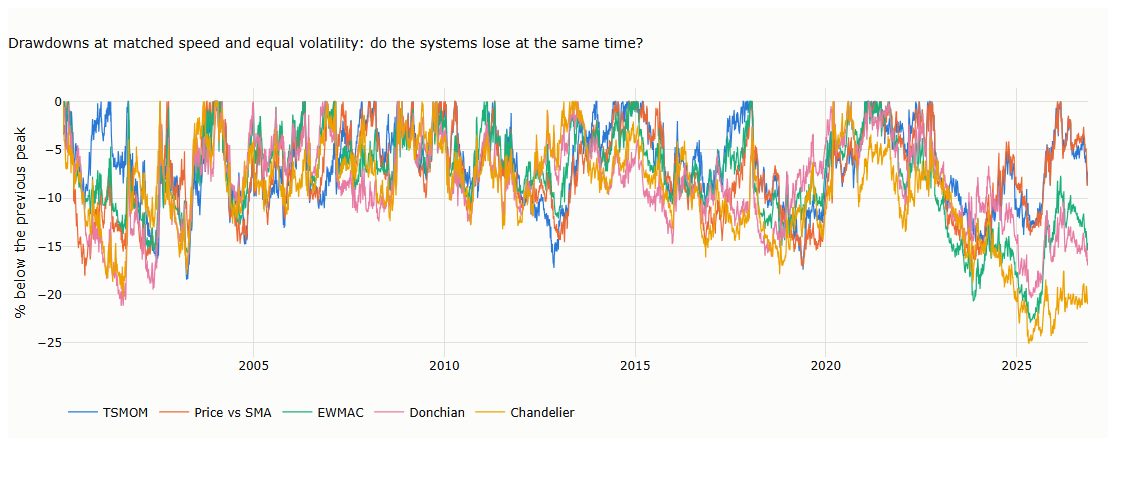 Drawdowns at matched speed and equal volatility: do the systems lose at the same time?
% below the previous peak
0
−5
−10
−15
−20
−25
2005 2010 2015 2020 2025
TSMOM Price vs SMA EWMAC Donchian Chandelier